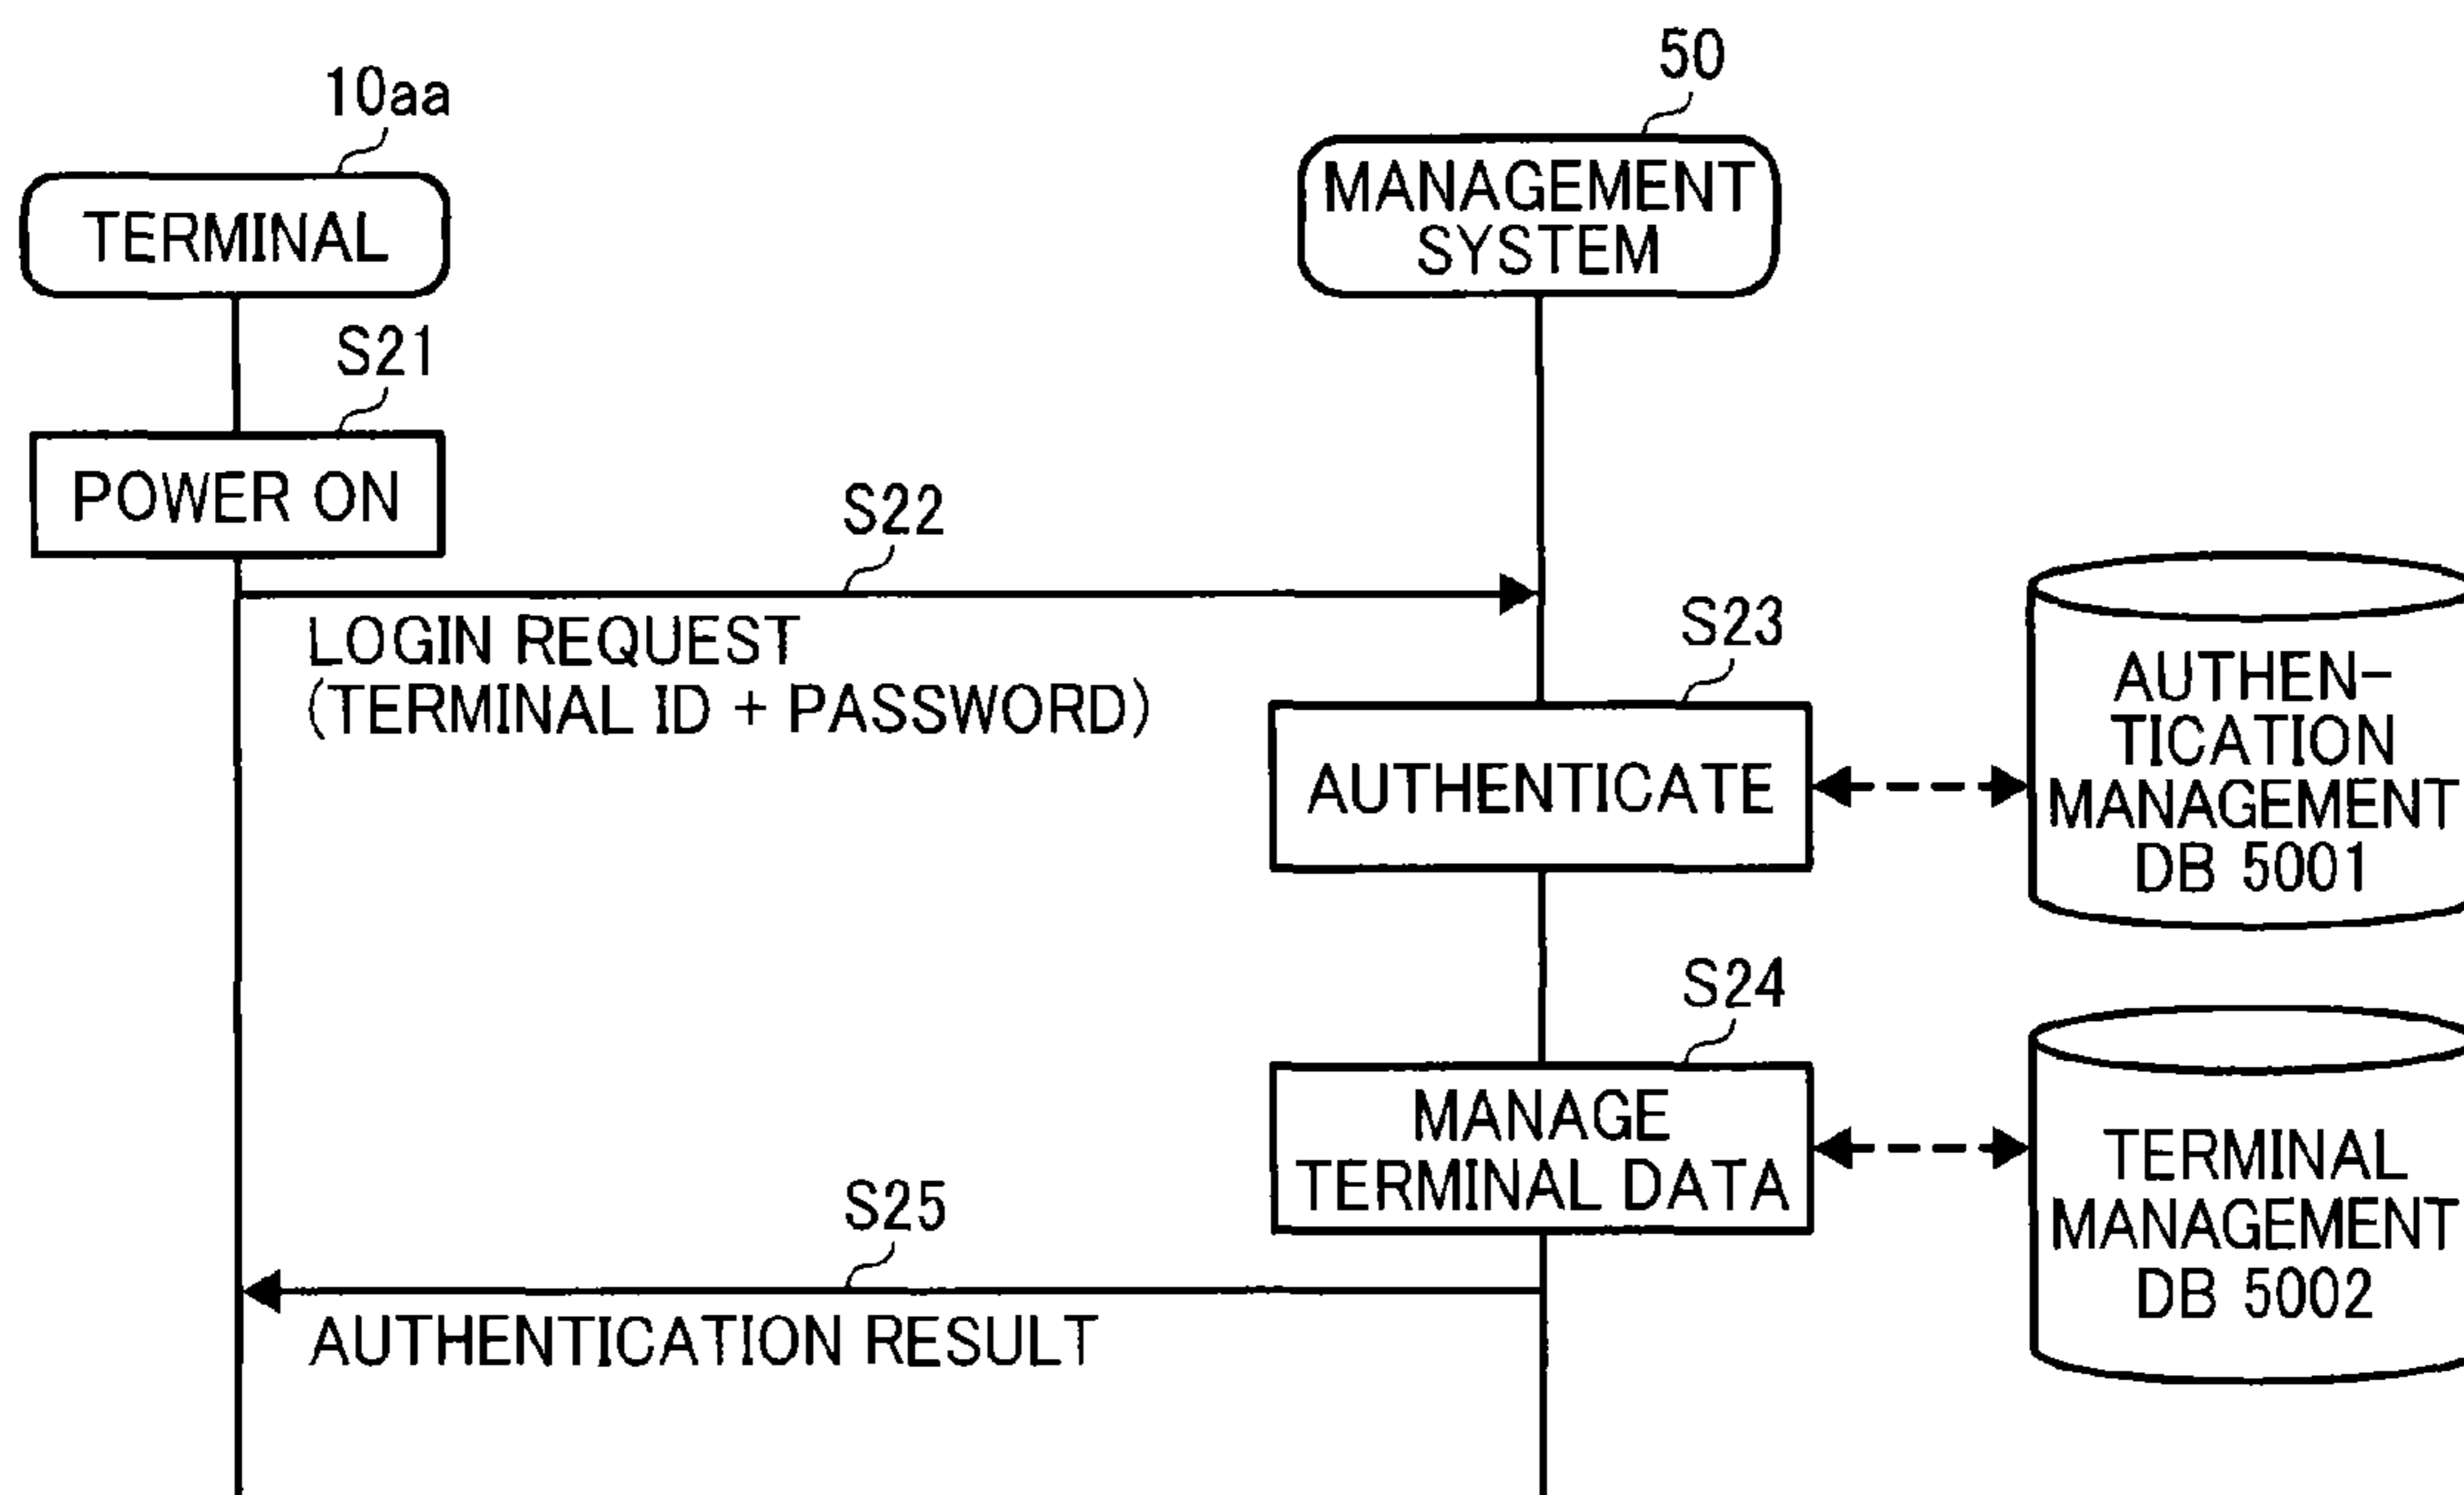 10aa
50
TERMINAL
MANAGEMENT
SYSTEM
S21
POWER ON
S22
LOGIN REQUEST
(TERMINAL ID + PASSWORD)
S23
AUTHENTICATE
AUTHEN-
TICATION
MANAGEMENT
DB 5001
S24
MANAGE
TERMINAL DATA
TERMINAL
MANAGEMENT
DB 5002
S25
AUTHENTICATION RESULT